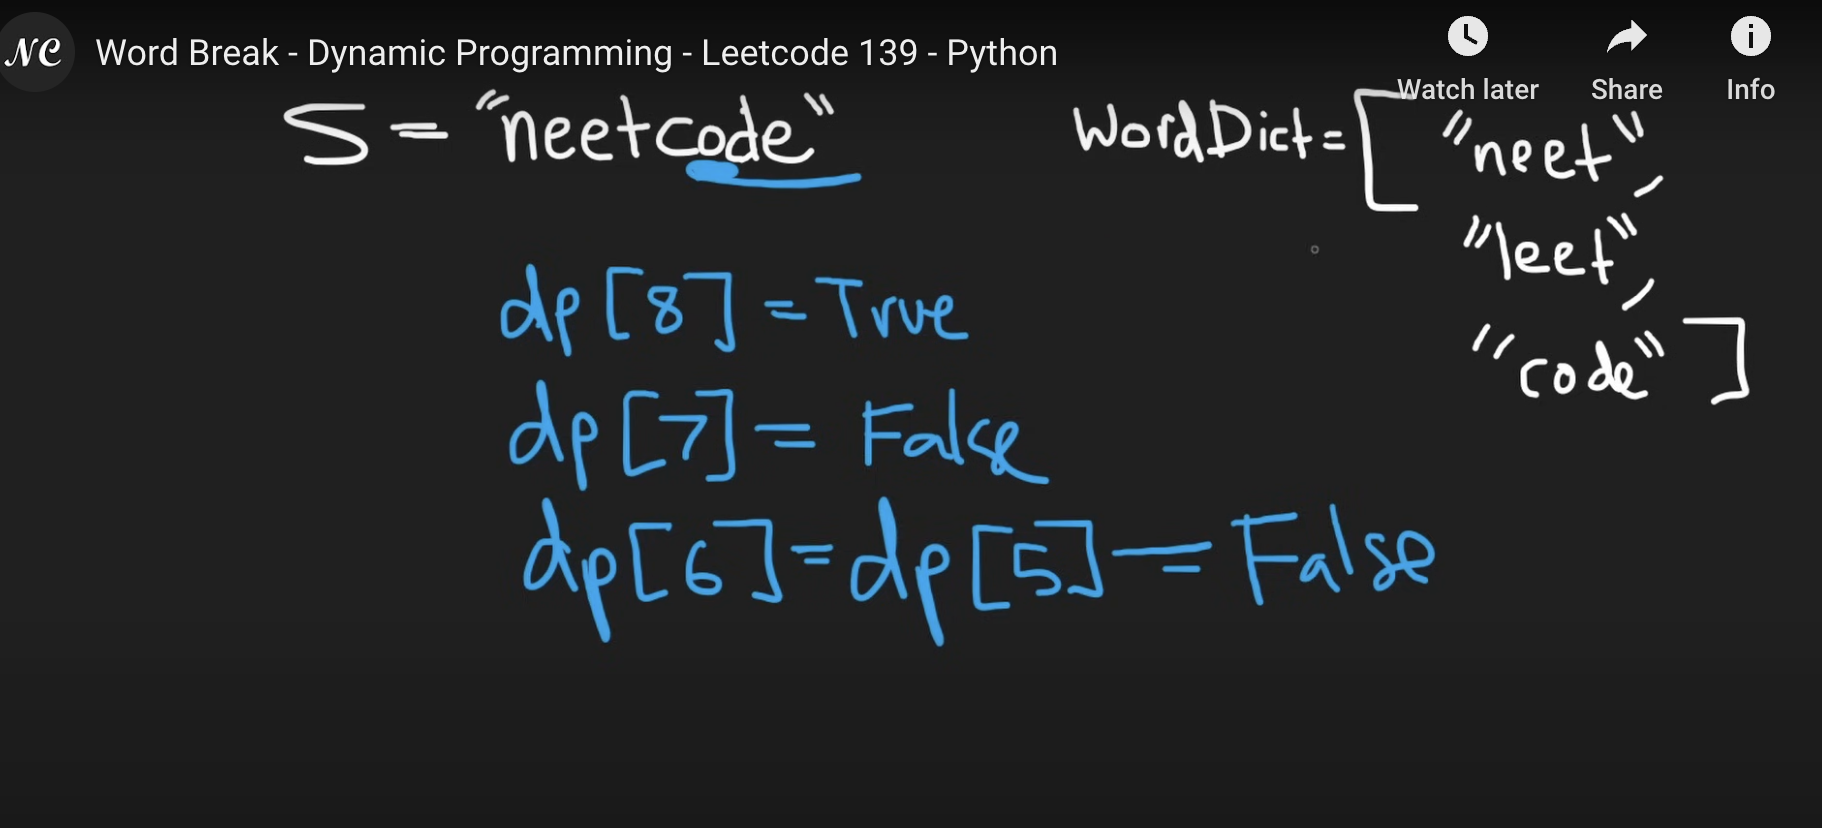 NC Word Break - Dynamic Programming - Leetcode 139 - Python
Watch later Share Info
S = "neetcode"
WordDict = [ "neet",
"leet",
"code" ]
dp[8] = True
dp[7] = False
dp[6] = dp[5] = False